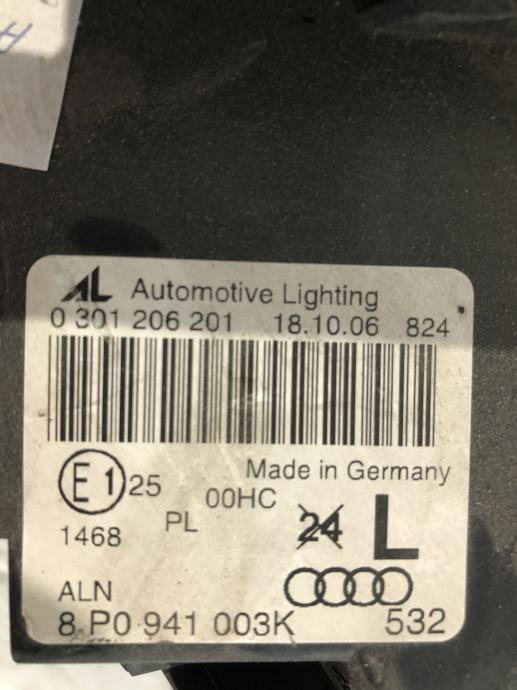 AL Automotive Lighting
0 301 206 201 18.10.06 824
Made in Germany
E1 25
00HC
24 L
1468 PL
ALN
8 P0 941 003K 532